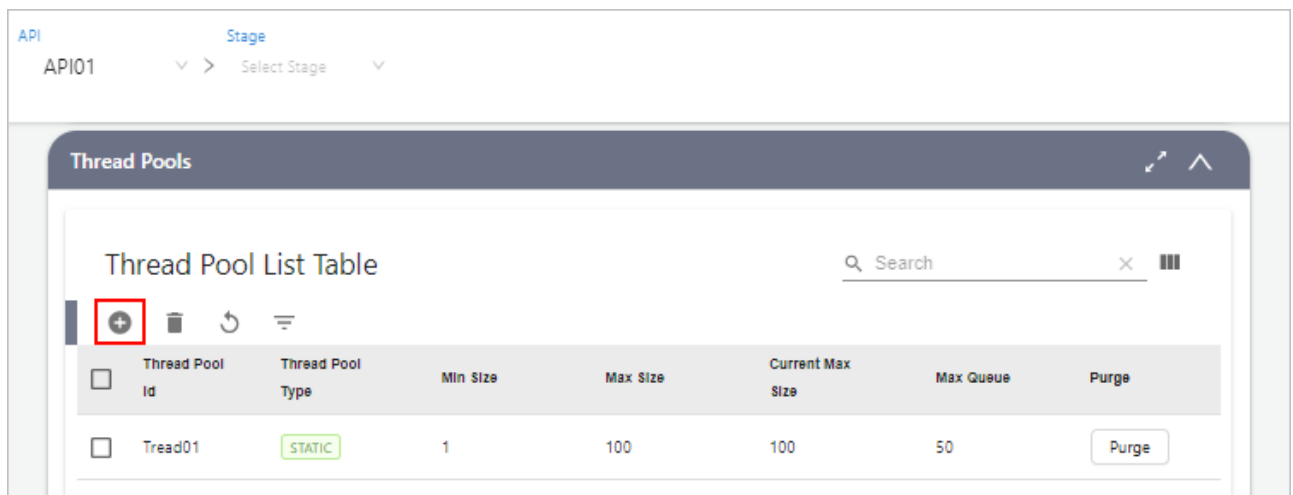 API Stage
API01 > Select Stage
Thread Pools
Thread Pool List Table
Search
Thread Pool Id Thread Pool Type Min Size Max Size Current Max Size Max Queue Purge
Tread01 STATIC 1 100 100 50 Purge